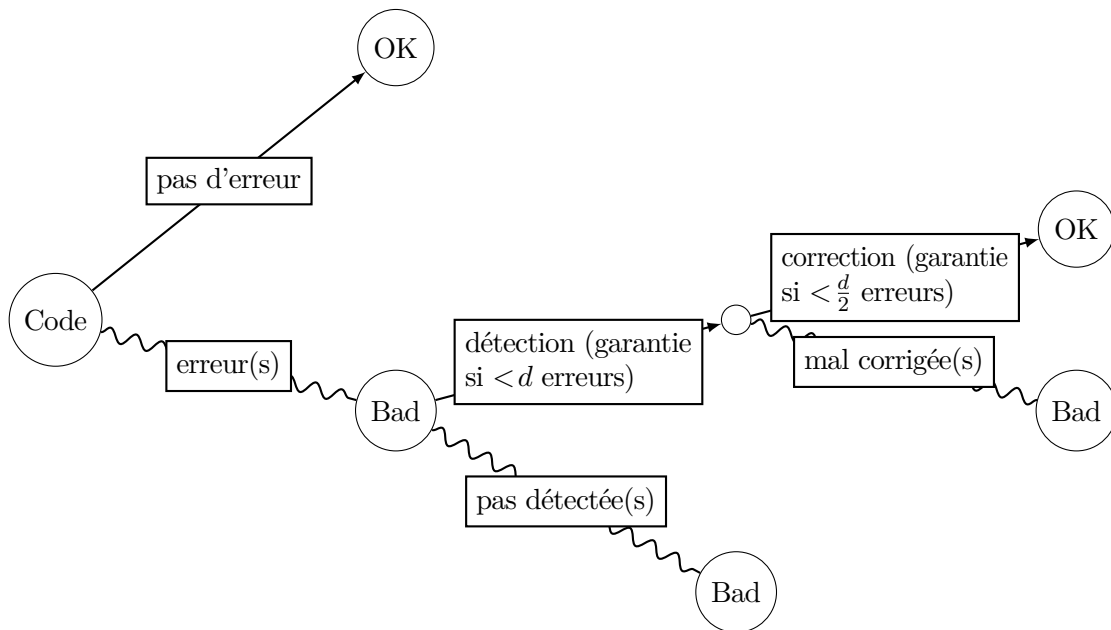 OK
pas d'erreur
Code
erreur(s)
Bad
détection (garantie
si < d erreurs)
pas détectée(s)
Bad
correction (garantie
si < d/2 erreurs)
OK
mal corrigée(s)
Bad